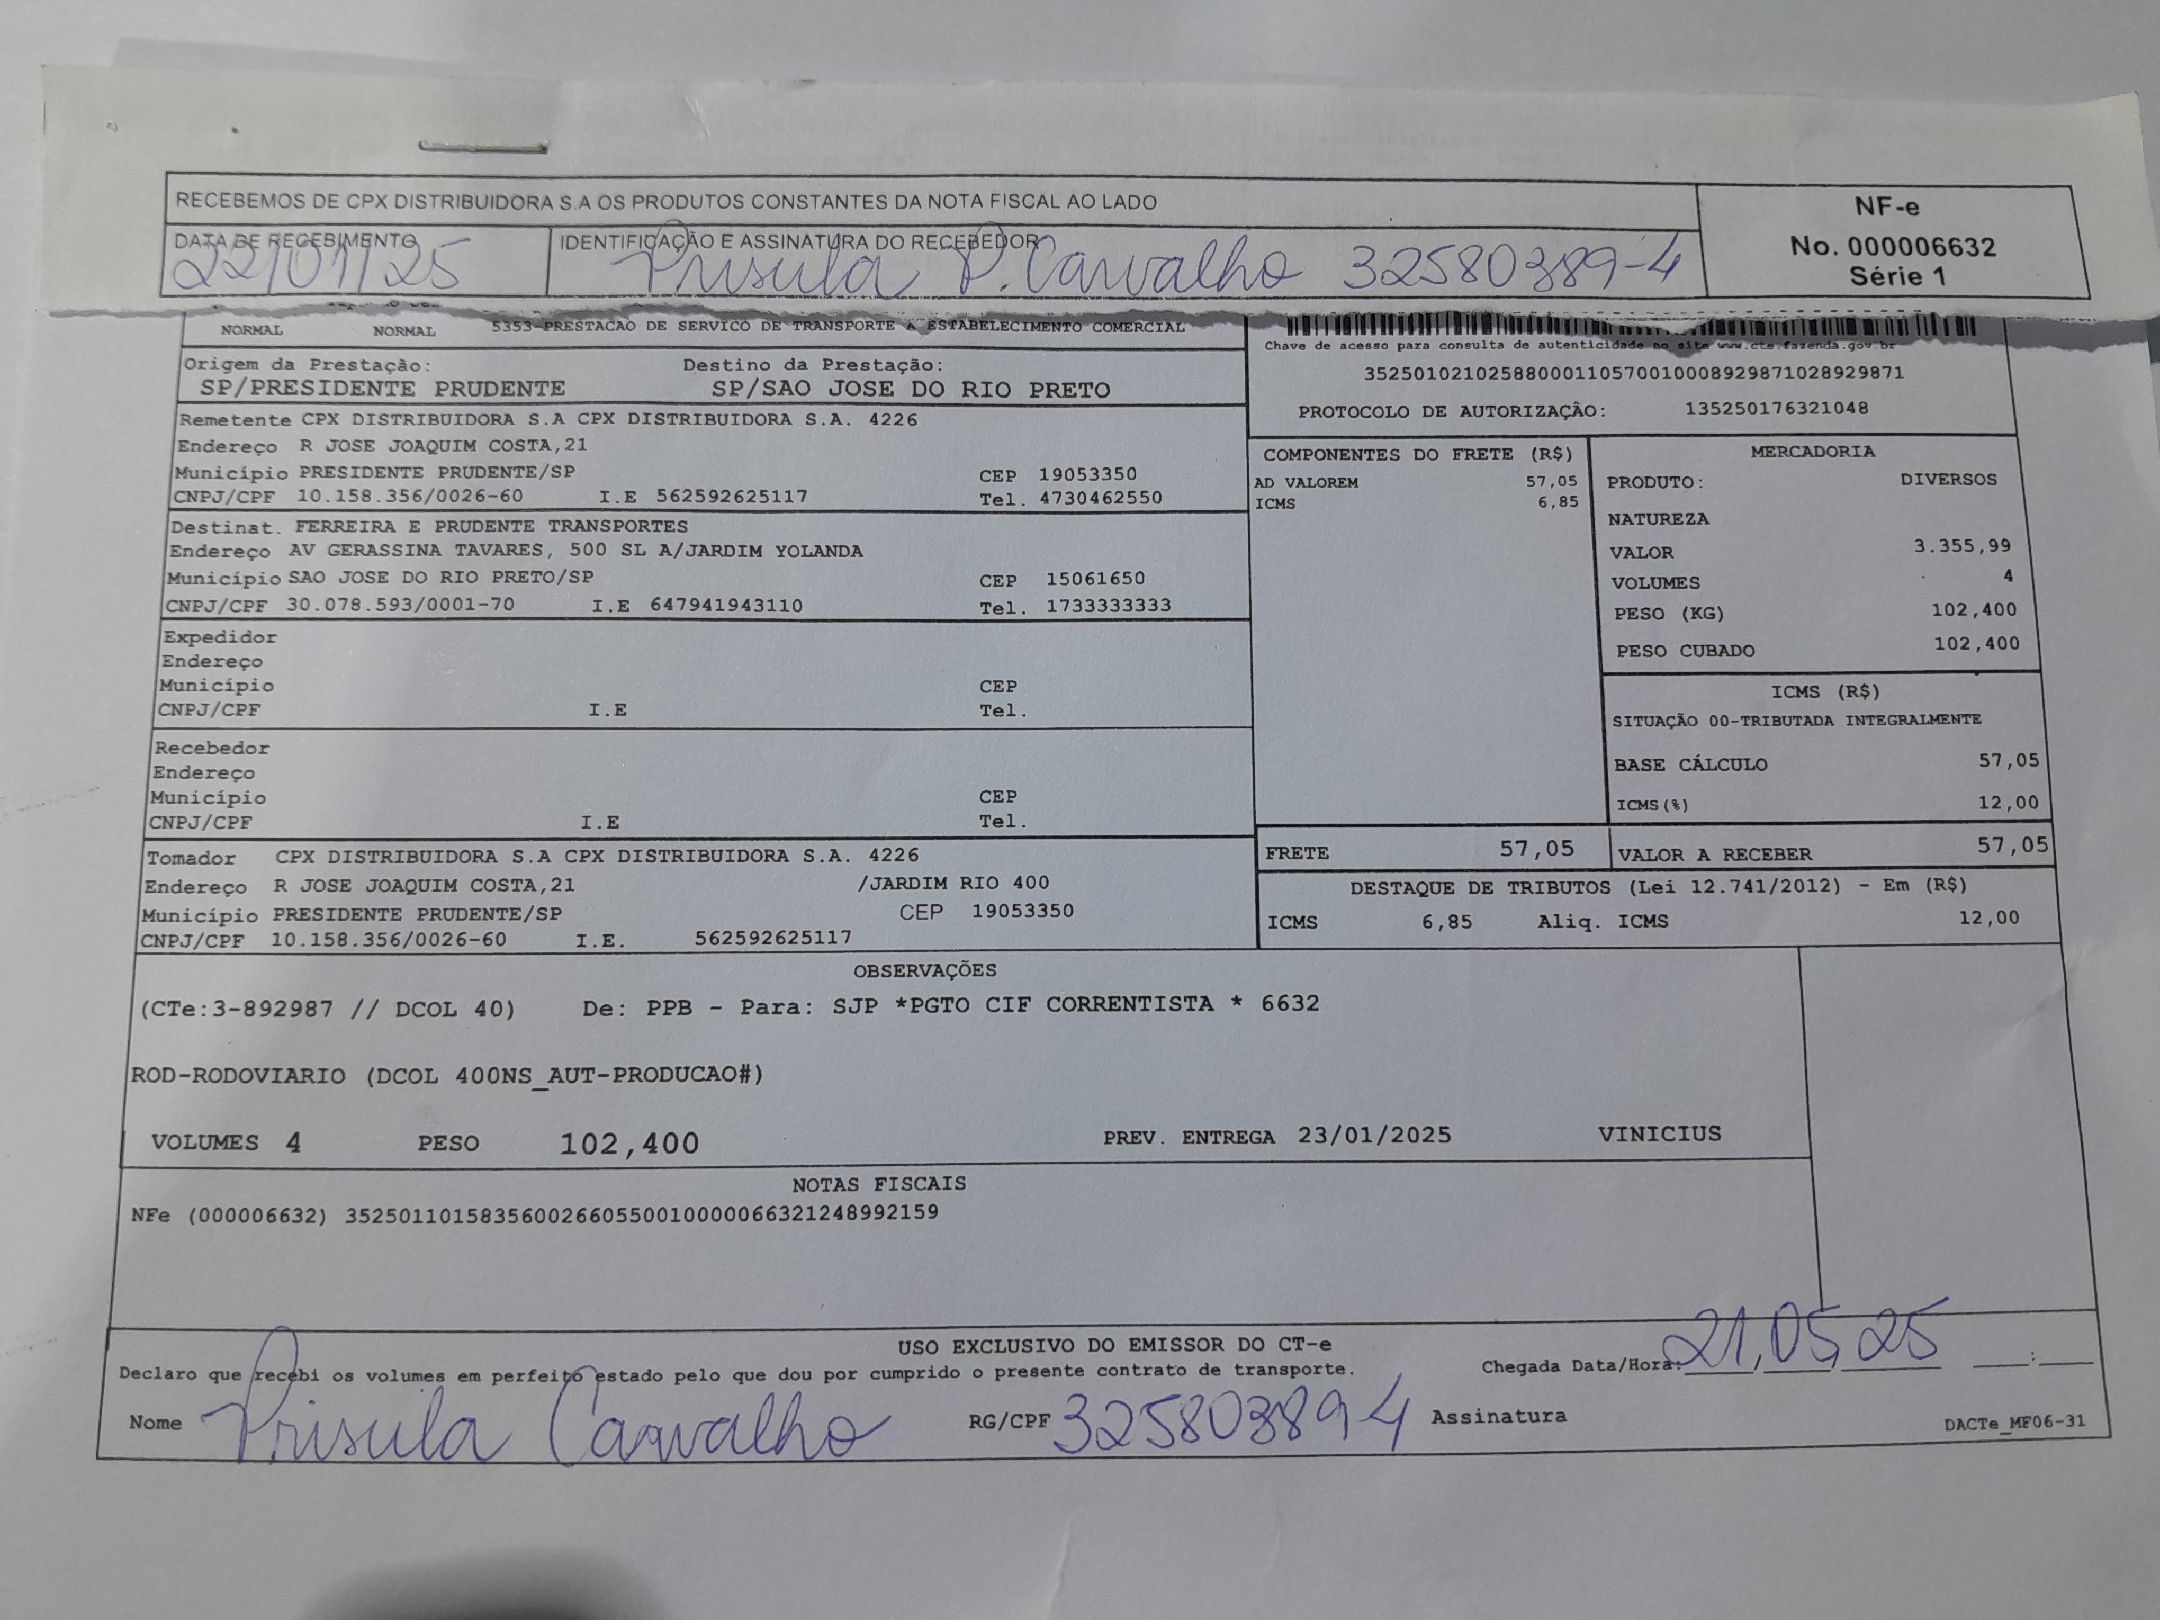 RECEBEMOS DE CPX DISTRIBUIDORA S.A OS PRODUTOS CONSTANTES DA NOTA FISCAL AO LADO
NF-e
No. 000006632
Série 1
DATA DE RECEBIMENTO
22/01/25
IDENTIFICAÇÃO E ASSINATURA DO RECEBEDOR
Prisula P. Carvalho 32580389-4
NORMAL NORMAL 5353-PRESTACAO DE SERVICO DE TRANSPORTE A ESTABELECIMENTO COMERCIAL
Chave de acesso para consulta de autenticidade no site www.cte.fazenda.gov.br
35250102102588000110570010008929871028929871
PROTOCOLO DE AUTORIZAÇÃO: 135250176321048
Origem da Prestação: Destino da Prestação:
SP/PRESIDENTE PRUDENTE SP/SAO JOSE DO RIO PRETO
Remetente CPX DISTRIBUIDORA S.A CPX DISTRIBUIDORA S.A. 4226
Endereço R JOSE JOAQUIM COSTA,21
Município PRESIDENTE PRUDENTE/SP CEP 19053350
CNPJ/CPF 10.158.356/0026-60 I.E 562592625117 Tel. 4730462550
Destinat. FERREIRA E PRUDENTE TRANSPORTES
Endereço AV GERASSINA TAVARES, 500 SL A/JARDIM YOLANDA
Município SAO JOSE DO RIO PRETO/SP CEP 15061650
CNPJ/CPF 30.078.593/0001-70 I.E 647941943110 Tel. 1733333333
Expedidor
Endereço
Município CEP
CNPJ/CPF I.E Tel.
Recebedor
Endereço
Município CEP
CNPJ/CPF I.E Tel.
Tomador CPX DISTRIBUIDORA S.A CPX DISTRIBUIDORA S.A. 4226
Endereço R JOSE JOAQUIM COSTA,21 /JARDIM RIO 400
Município PRESIDENTE PRUDENTE/SP CEP 19053350
CNPJ/CPF 10.158.356/0026-60 I.E. 562592625117
COMPONENTES DO FRETE (R$)
AD VALOREM 57,05
ICMS 6,85
MERCADORIA
PRODUTO: DIVERSOS
NATUREZA
VALOR 3.355,99
VOLUMES 4
PESO (KG) 102,400
PESO CUBADO 102,400
ICMS (R$)
SITUAÇÃO 00-TRIBUTADA INTEGRALMENTE
BASE CÁLCULO 57,05
ICMS(%) 12,00
FRETE 57,05 VALOR A RECEBER 57,05
DESTAQUE DE TRIBUTOS (Lei 12.741/2012) - Em (R$)
ICMS 6,85 Aliq. ICMS 12,00
OBSERVAÇÕES
(CTe:3-892987 // DCOL 40) De: PPB - Para: SJP *PGTO CIF CORRENTISTA * 6632
ROD-RODOVIARIO (DCOL 400NS_AUT-PRODUCAO#)
VOLUMES 4 PESO 102,400 PREV. ENTREGA 23/01/2025 VINICIUS
NOTAS FISCAIS
NFe (000006632) 35250110158356002660550010000066321248992159
USO EXCLUSIVO DO EMISSOR DO CT-e
Declaro que recebi os volumes em perfeito estado pelo que dou por cumprido o presente contrato de transporte.
Chegada Data/Hora: 21/05/25 __:__
Nome Prisula Carvalho RG/CPF 32580389-4 Assinatura
DACTe_MF06-31